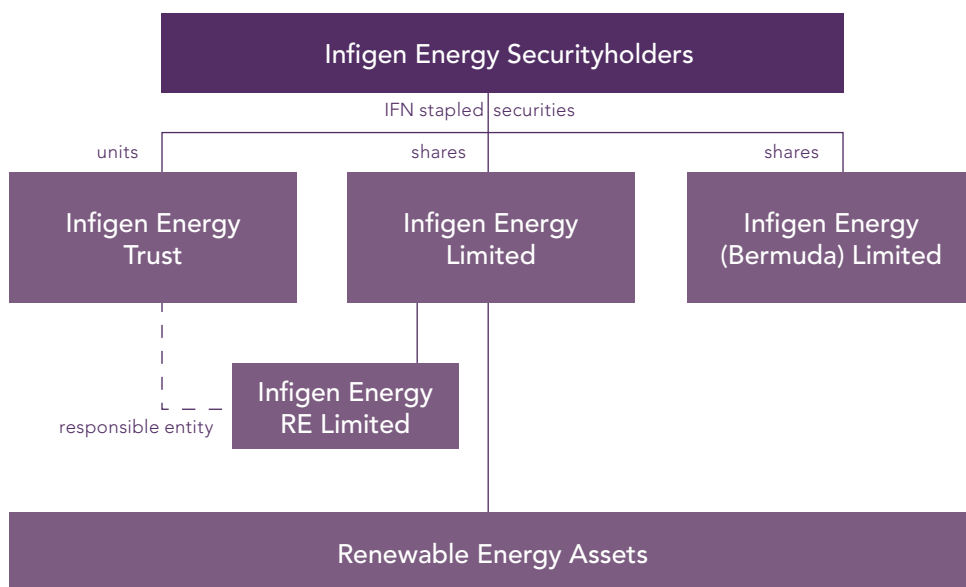 Infigen Energy Securityholders
IFN stapled securities
units
shares
shares
Infigen Energy
Trust
Infigen Energy
Limited
Infigen Energy
(Bermuda) Limited
Infigen Energy
RE Limited
responsible entity
Renewable Energy Assets